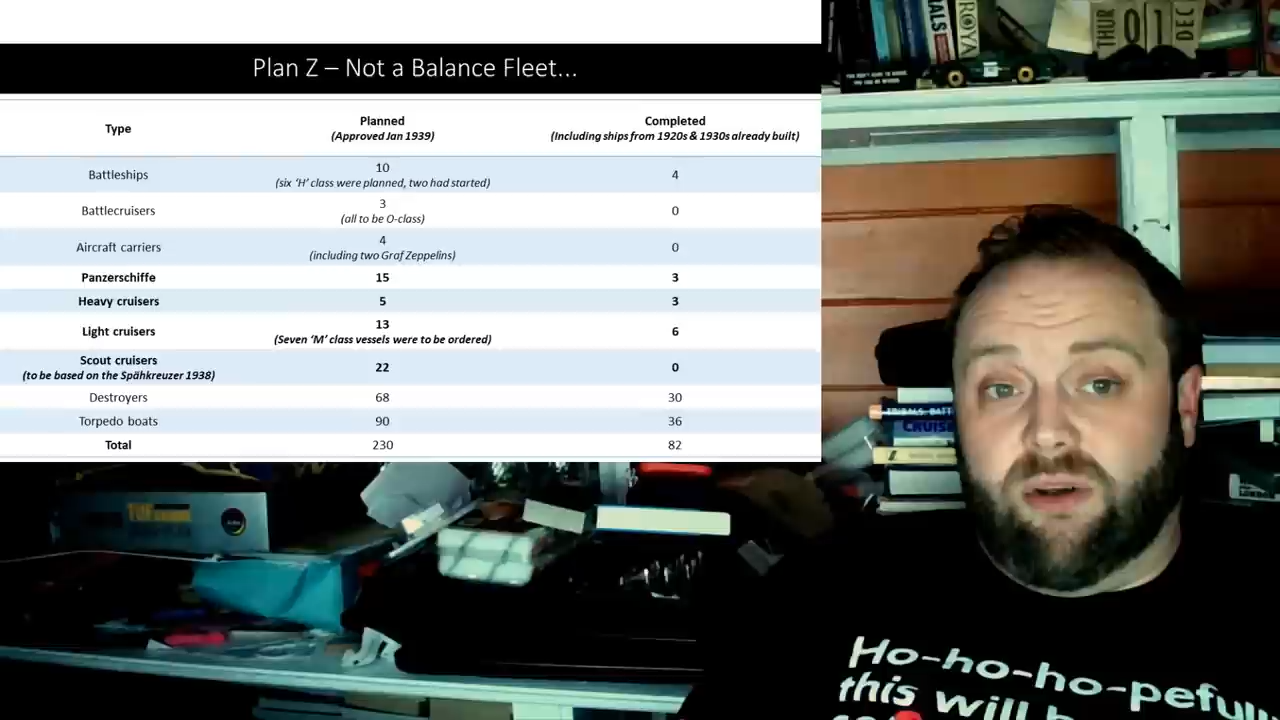 Plan Z – Not a Balance Fleet...
Type
Planned
(Approved Jan 1939)
Completed
(Including ships from 1920s & 1930s already built)
Battleships
10
(six ‘H’ class were planned, two had started)
4
Battlecruisers
3
(all to be O-class)
0
Aircraft carriers
4
(including two Graf Zeppelins)
0
Panzerschiffe
15
3
Heavy cruisers
5
3
Light cruisers
13
(Seven ‘M’ class vessels were to be ordered)
6
Scout cruisers
(to be based on the Spähkreuzer 1938)
22
0
Destroyers
68
30
Torpedo boats
90
36
Total
230
82
THUR
01
DEC
Ho-ho-ho-pefully
this will